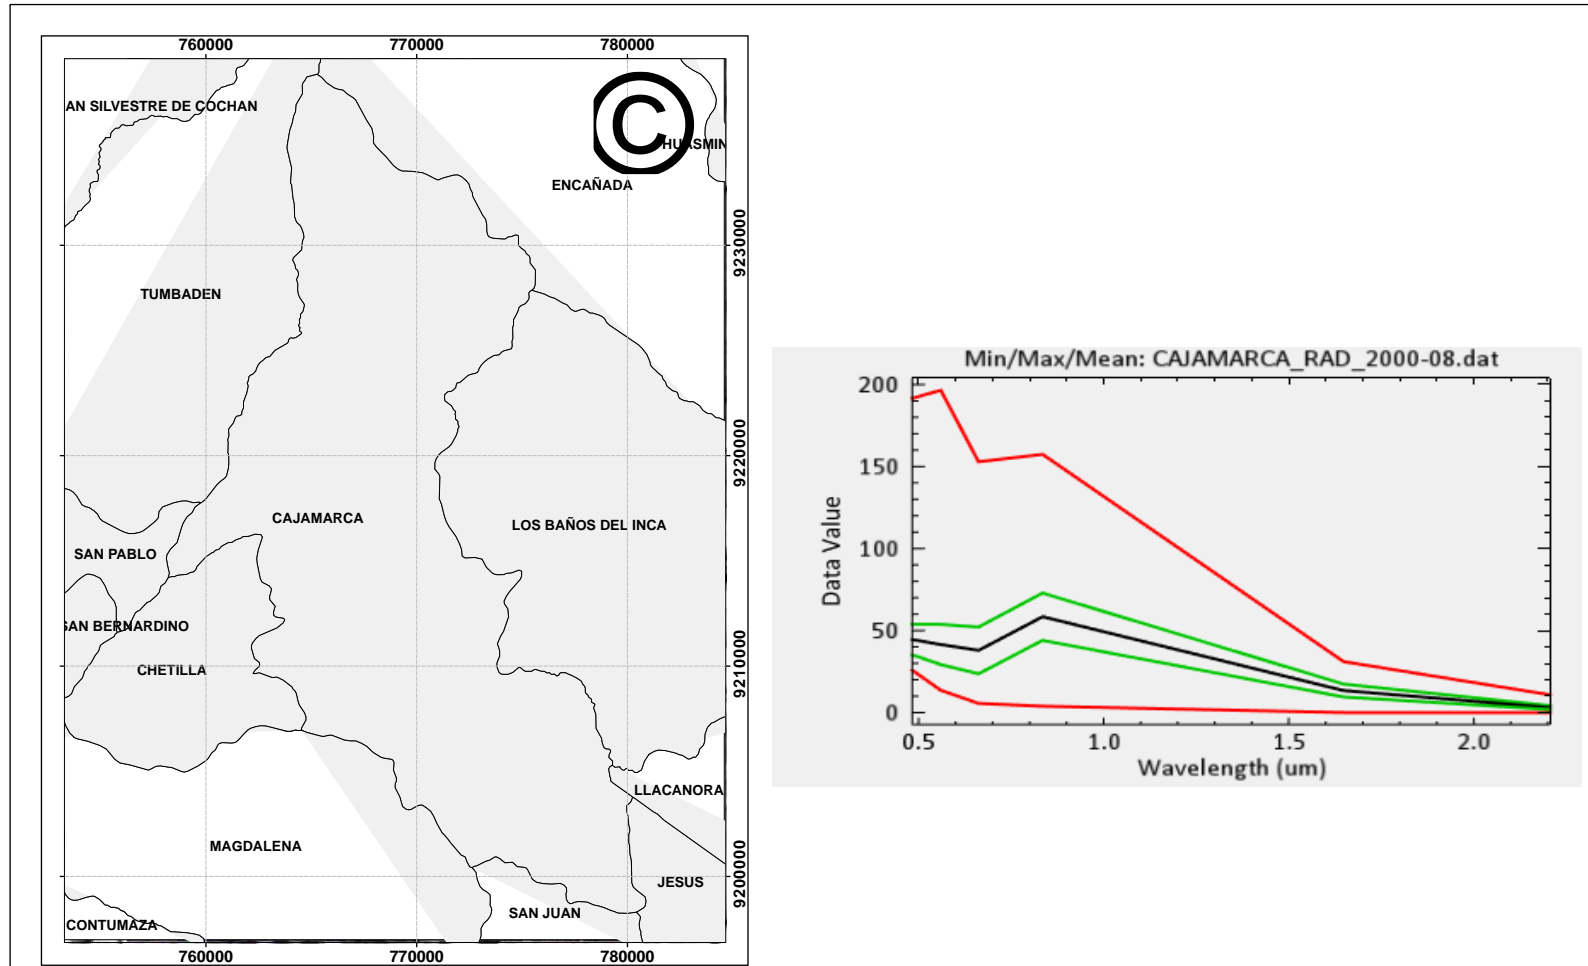 760000 770000 780000
AN SILVESTRE DE COCHAN
©
HUASMIN
ENCAÑADA
9230000
TUMBADEN
9220000
CAJAMARCA
LOS BAÑOS DEL INCA
SAN PABLO
SAN BERNARDINO
CHETILLA
9210000
LLACANORA
MAGDALENA
9200000
JESUS
SAN JUAN
CONTUMAZA
760000 770000 780000
Min/Max/Mean: CAJAMARCA_RAD_2000-08.dat
200
150
100
50
0
Data Value
0.5 1.0 1.5 2.0
Wavelength (um)